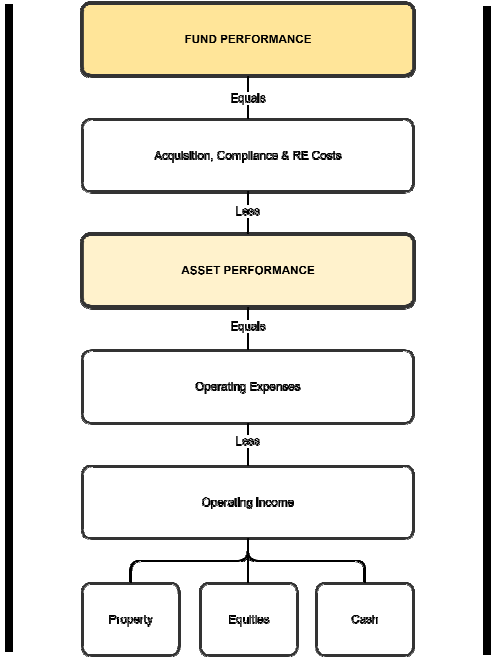 FUND PERFORMANCE
Equals
Acquisition, Compliance & RE Costs
Less
ASSET PERFORMANCE
Equals
Operating Expenses
Less
Operating Income
Property
Equities
Cash